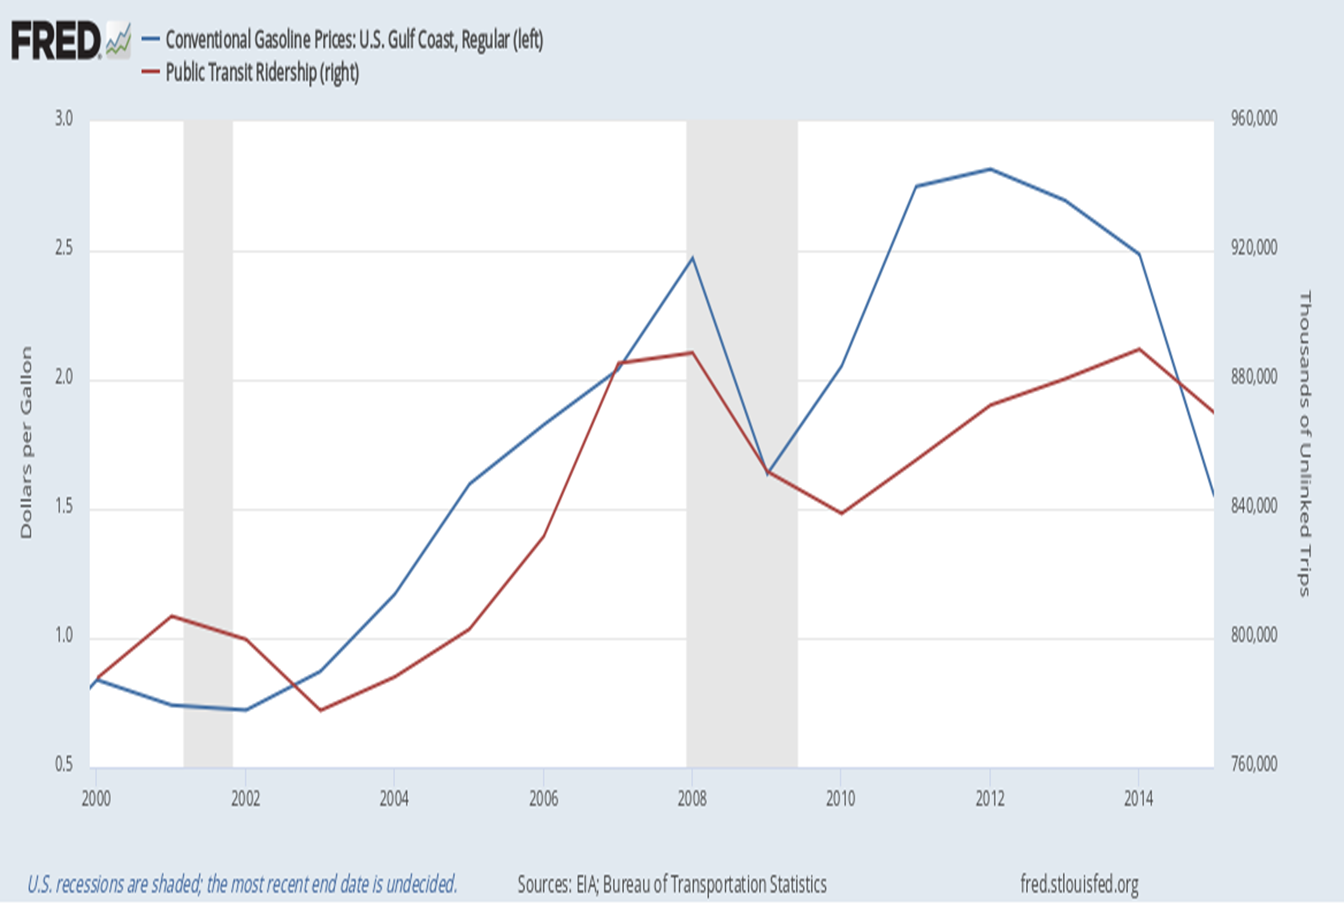 FRED
Conventional Gasoline Prices: U.S. Gulf Coast, Regular (left)
Public Transit Ridership (right)
3.0
2.5
2.0
1.5
1.0
0.5
Dollars per Gallon
960,000
920,000
880,000
840,000
800,000
760,000
Thousands of Unlinked Trips
2000 2002 2004 2006 2008 2010 2012 2014
U.S. recessions are shaded; the most recent end date is undecided. Sources: EIA; Bureau of Transportation Statistics fred.stlouisfed.org